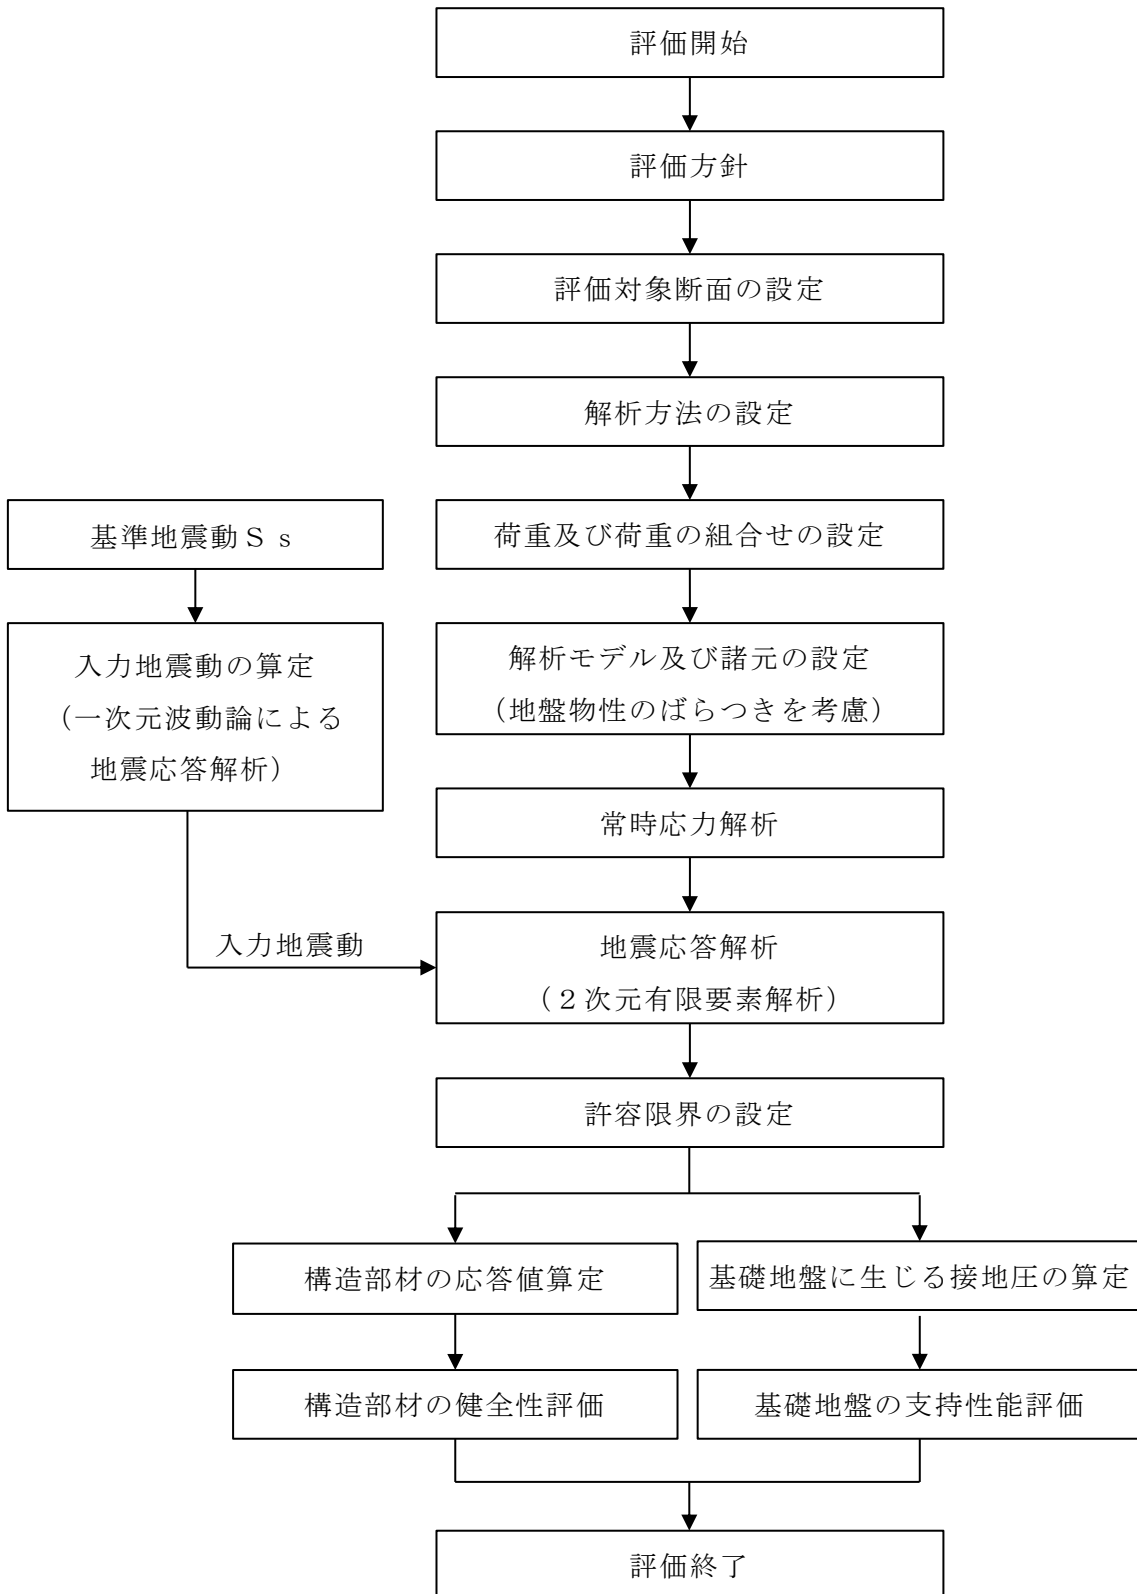 評価開始
評価方針
評価対象断面の設定
解析方法の設定
基準地震動Ｓｓ
荷重及び荷重の組合せの設定
入力地震動の算定
（一次元波動論による
地震応答解析）
解析モデル及び諸元の設定
（地盤物性のばらつきを考慮）
常時応力解析
入力地震動
地震応答解析
（２次元有限要素解析）
許容限界の設定
構造部材の応答値算定
基礎地盤に生じる接地圧の算定
構造部材の健全性評価
基礎地盤の支持性能評価
評価終了